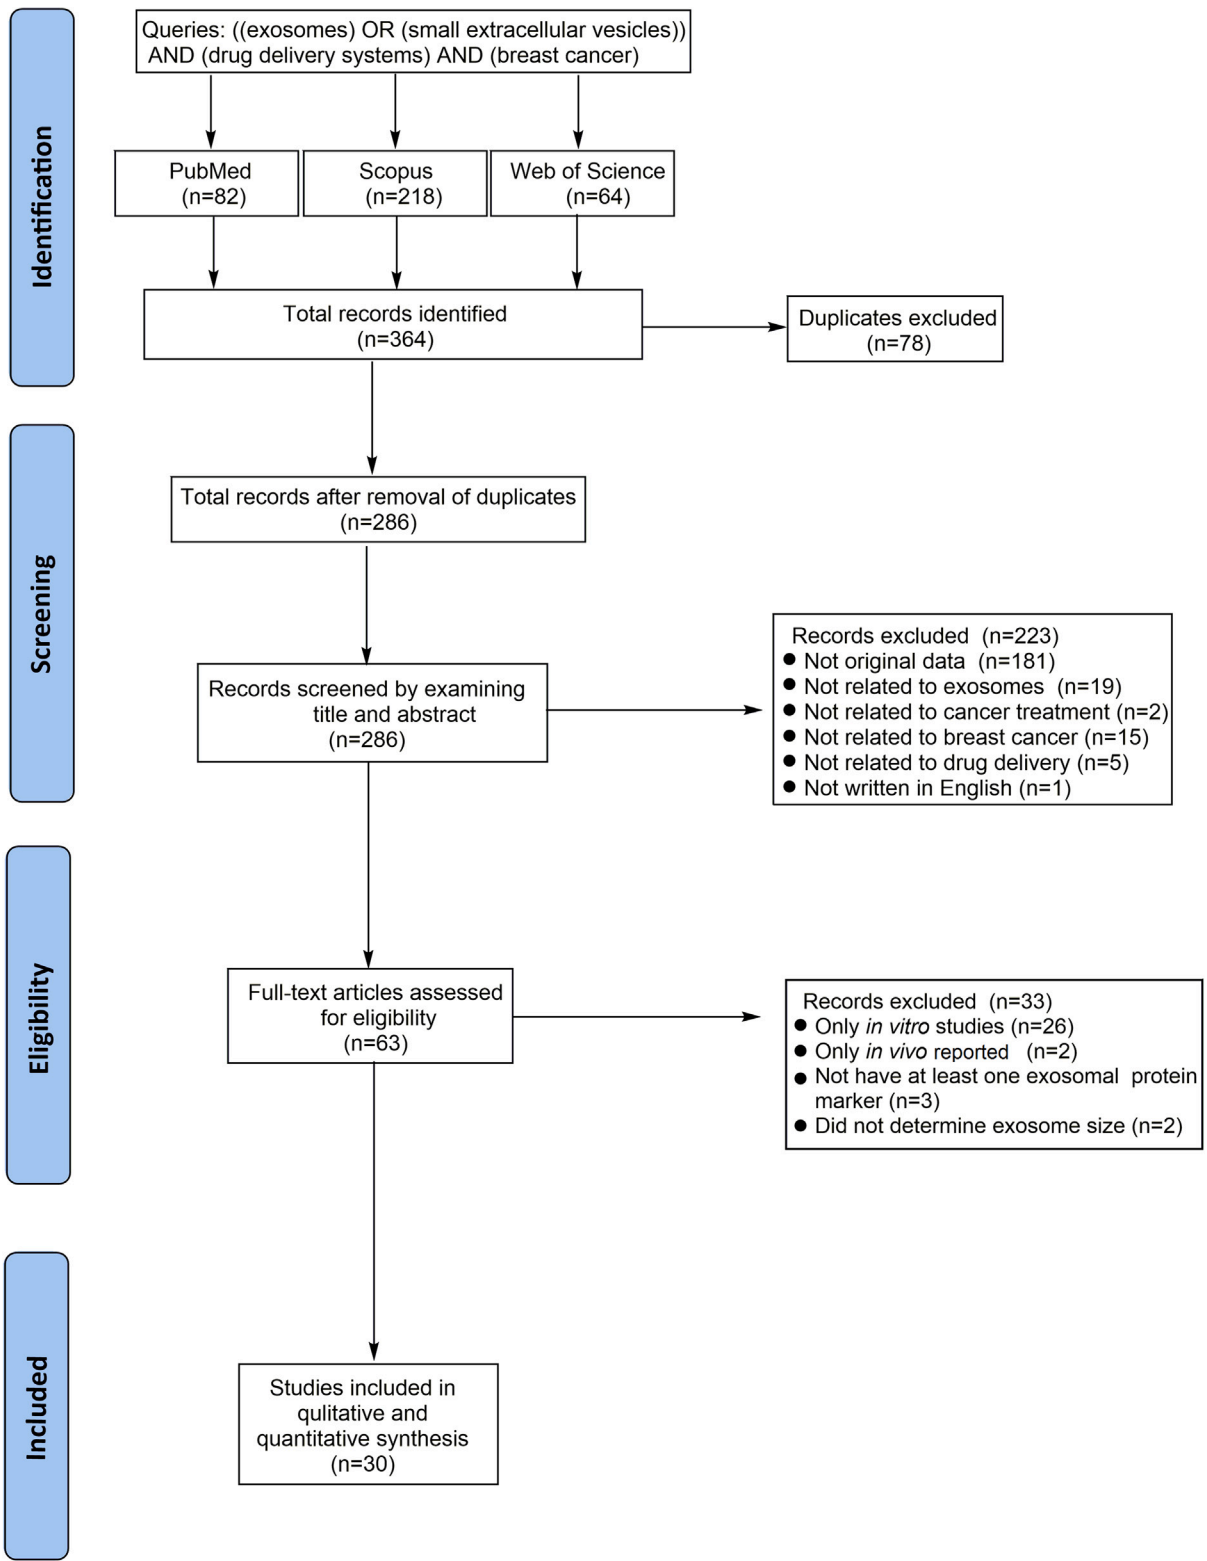 Identification
Queries: ((exosomes) OR (small extracellular vesicles))
AND (drug delivery systems) AND (breast cancer)
PubMed
(n=82)
Scopus
(n=218)
Web of Science
(n=64)
Total records identified
(n=364)
Duplicates excluded
(n=78)
Screening
Total records after removal of duplicates
(n=286)
Records screened by examining
title and abstract
(n=286)
Records excluded (n=223)
● Not original data (n=181)
● Not related to exosomes (n=19)
● Not related to cancer treatment (n=2)
● Not related to breast cancer (n=15)
● Not related to drug delivery (n=5)
● Not written in English (n=1)
Eligibility
Full-text articles assessed
for eligibility
(n=63)
Records excluded (n=33)
● Only in vitro studies (n=26)
● Only in vivo reported (n=2)
● Not have at least one exosomal protein
marker (n=3)
● Did not determine exosome size (n=2)
Included
Studies included in
qulitative and
quantitative synthesis
(n=30)